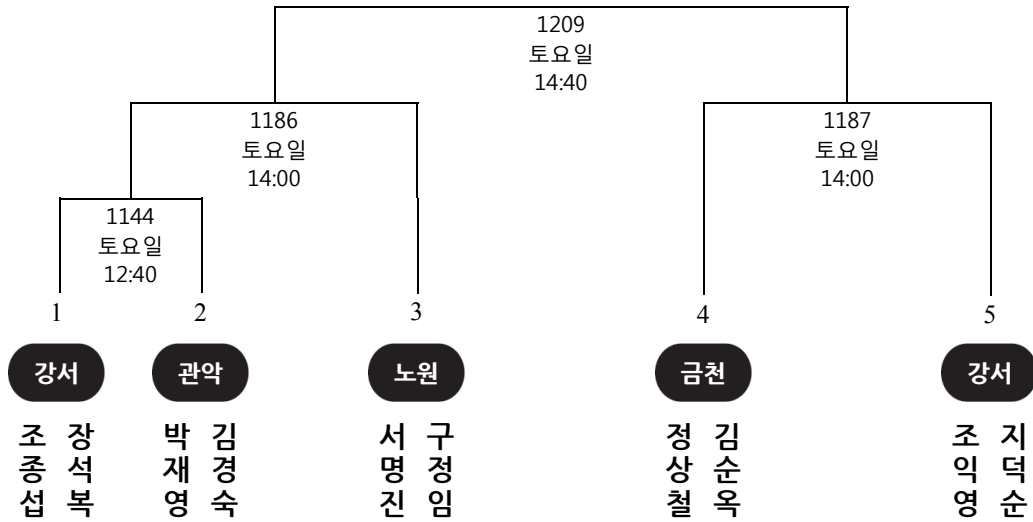 1209
토요일
14:40
1186
토요일
14:00
1187
토요일
14:00
1144
토요일
12:40
1
2
3
4
5
강서
관악
노원
금천
강서
조종섭
장석복
박재영
김경숙
서명진
구정임
정상철
김순옥
조익영
지덕순